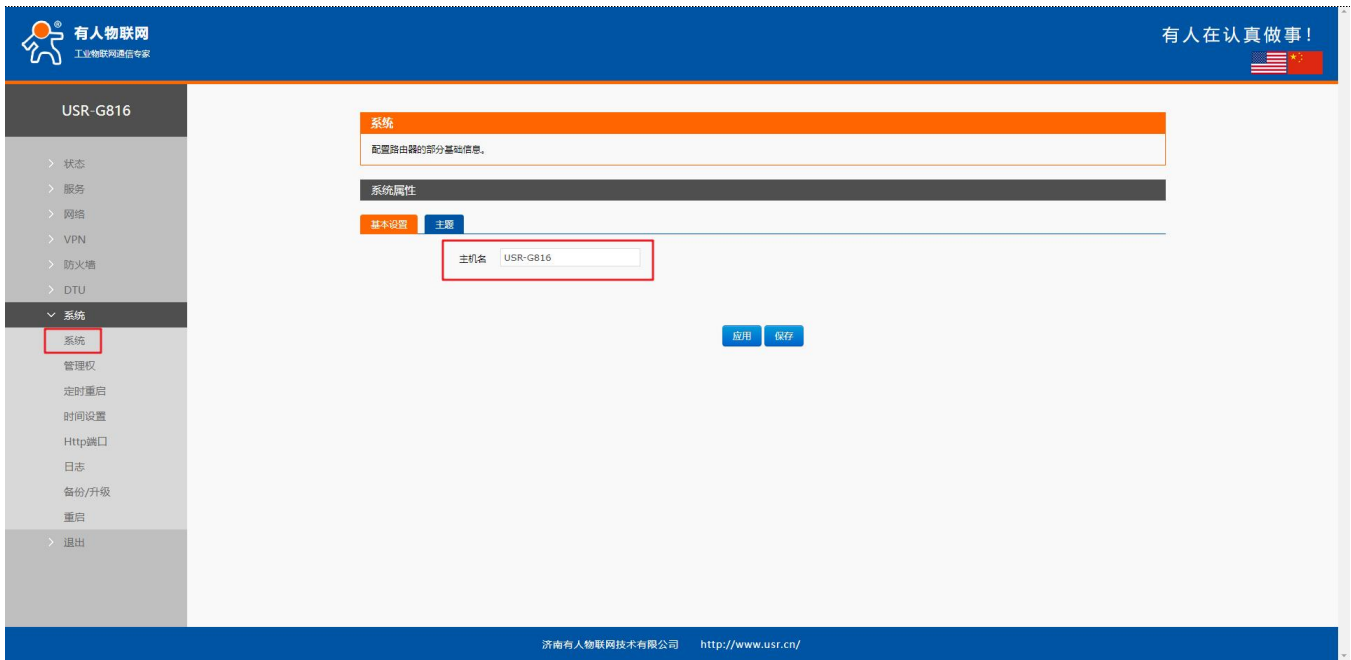 有人物联网
工业物联网通信专家
有人在认真做事!
USR-G816
状态
服务
网络
VPN
防火墙
DTU
系统
系统
管理权
定时重启
时间设置
Http端口
日志
备份/升级
重启
退出
系统
配置路由器的部分基础信息。
系统属性
基本设置 主题
主机名 USR-G816
应用 保存
济南有人物联网技术有限公司 http://www.usr.cn/